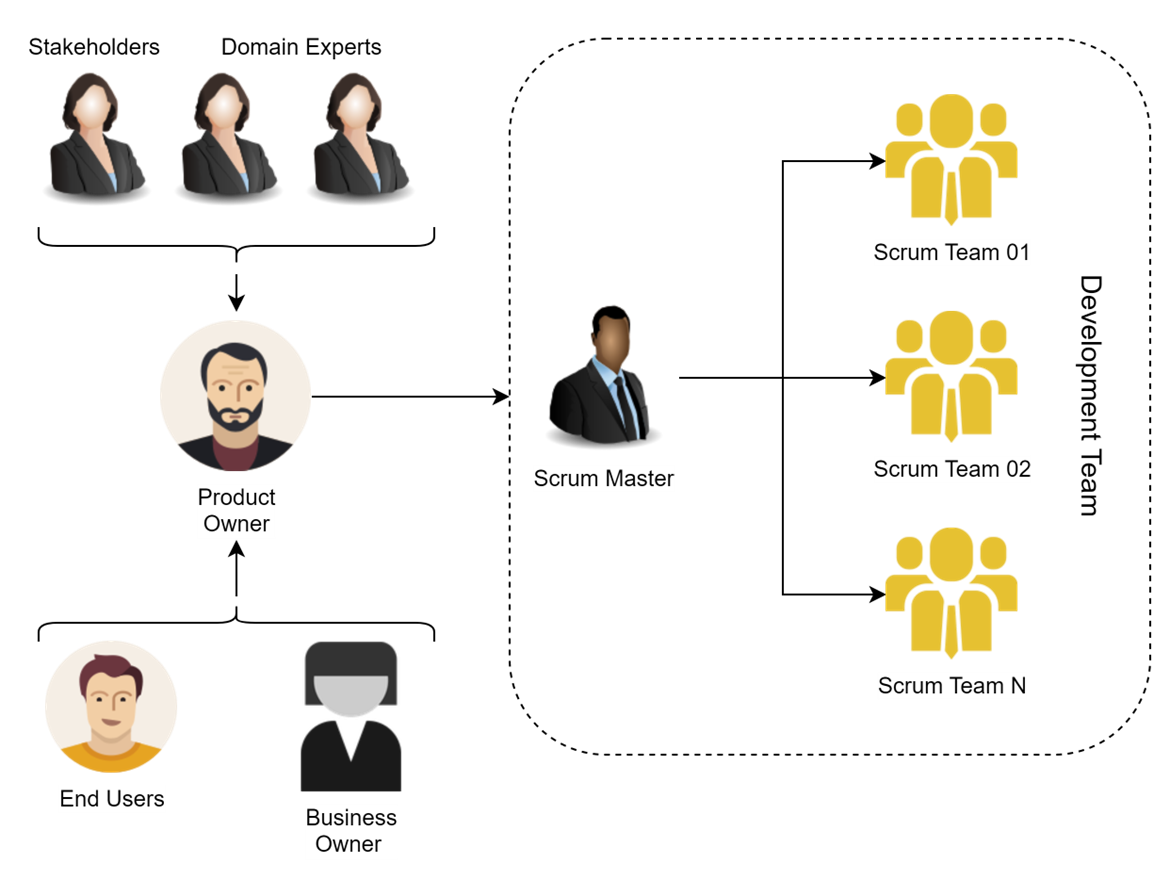 Stakeholders
Domain Experts
Scrum Team 01
Development Team
Scrum Master
Scrum Team 02
Product
Owner
Scrum Team N
End Users
Business
Owner